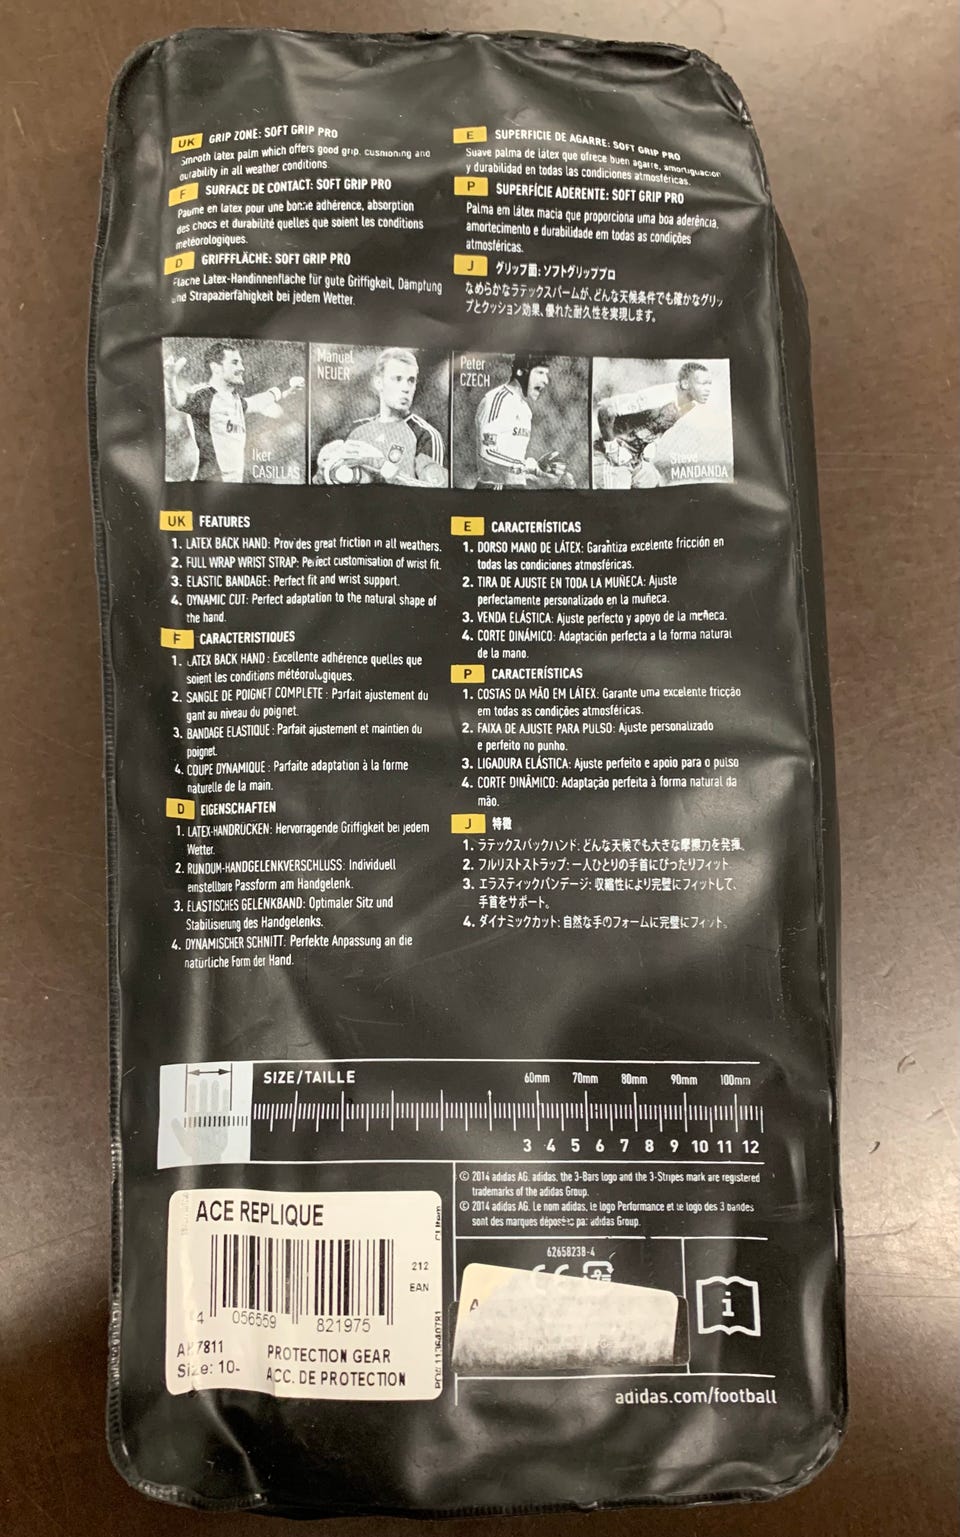 UK GRIP ZONE: SOFT GRIP PRO
Smooth latex palm which offers good grip, cushioning and
durability in all weather conditions.
F SURFACE DE CONTACT: SOFT GRIP PRO
Paume en latex pour une bonne adhérence, absorption
des chocs et durabilité quelles que soient les conditions
météorologiques.
D GRIFFFLÄCHE: SOFT GRIP PRO
Flache Latex-Handinnenfläche für gute Griffigkeit, Dämpfung
und Strapazierfähigkeit bei jedem Wetter.
E SUPERFICIE DE AGARRE: SOFT GRIP PRO
Suave palma de látex que ofrece buen agarre, amortiguación
y durabilidad en todas las condiciones atmosféricas.
P SUPERFÍCIE ADERENTE: SOFT GRIP PRO
Palma em látex macia que proporciona uma boa aderência,
amortecimento e durabilidade em todas as condições
atmosféricas.
J グリップ面: ソフトグリッププロ
なめらかなラテックスパームが、どんな天候条件でも確かなグリッ
プとクッション効果、優れた耐久性を実現します。
Iker
CASILLAS
Manuel
NEUER
Peter
CZECH
Steve
MANDANDA
UK FEATURES
1. LATEX BACK HAND: Provides great friction in all weathers.
2. FULL WRAP WRIST STRAP: Perfect customisation of wrist fit.
3. ELASTIC BANDAGE: Perfect fit and wrist support.
4. DYNAMIC CUT: Perfect adaptation to the natural shape of
the hand.
F CARACTERISTIQUES
1. LATEX BACK HAND : Excellente adhérence quelles que
soient les conditions météorologiques.
2. SANGLE DE POIGNET COMPLETE : Parfait ajustement du
gant au niveau du poignet.
3. BANDAGE ELASTIQUE : Parfait ajustement et maintien du
poignet.
4. COUPE DYNAMIQUE : Parfaite adaptation à la forme
naturelle de la main.
D EIGENSCHAFTEN
1. LATEX-HANDRÜCKEN: Hervorragende Griffigkeit bei jedem
Wetter.
2. RUNDUM-HANDGELENKVERSCHLUSS: Individuell
einstellbare Passform am Handgelenk.
3. ELASTISCHES GELENKBAND: Optimaler Sitz und
Stabilisierung des Handgelenks.
4. DYNAMISCHER SCHNITT: Perfekte Anpassung an die
natürliche Form der Hand.
E CARACTERÍSTICAS
1. DORSO MANO DE LÁTEX: Garantiza excelente fricción en
todas las condiciones atmosféricas.
2. TIRA DE AJUSTE EN TODA LA MUÑECA: Ajuste
perfectamente personalizado en la muñeca.
3. VENDA ELÁSTICA: Ajuste perfecto y apoyo de la muñeca.
4. CORTE DINÁMICO: Adaptación perfecta a la forma natural
de la mano.
P CARACTERÍSTICAS
1. COSTAS DA MÃO EM LÁTEX: Garante uma excelente fricção
em todas as condições atmosféricas.
2. FAIXA DE AJUSTE PARA PULSO: Ajuste personalizado
e perfeito no punho.
3. LIGADURA ELÁSTICA: Ajuste perfeito e apoio para o pulso
4. CORTE DINÂMICO: Adaptação perfeita à forma natural da
mão.
J 特徴
1. ラテックスバックハンド: どんな天候でも大きな摩擦力を発揮。
2. フルリストストラップ: 一人ひとりの手首にぴったりフィット
3. エラスティックバンデージ: 収縮性により完璧にフィットして、
手首をサポート。
4. ダイナミックカット: 自然な手のフォームに完璧にフィット。
SIZE/TAILLE
60mm 70mm 80mm 90mm 100mm
3 4 5 6 7 8 9 10 11 12
© 2014 adidas AG. adidas, the 3-Bars logo and the 3-Stripes mark are registered
trademarks of the adidas Group.
© 2014 adidas AG. Le nom adidas, le logo Performance et le logo des 3 bandes
sont des marques déposées par adidas Group.
62658238-4
adidas.com/football
ACE REPLIQUE
212
EAN
4 056559 821975
7811
Size: 10-
PROTECTION GEAR
ACC. DE PROTECTION